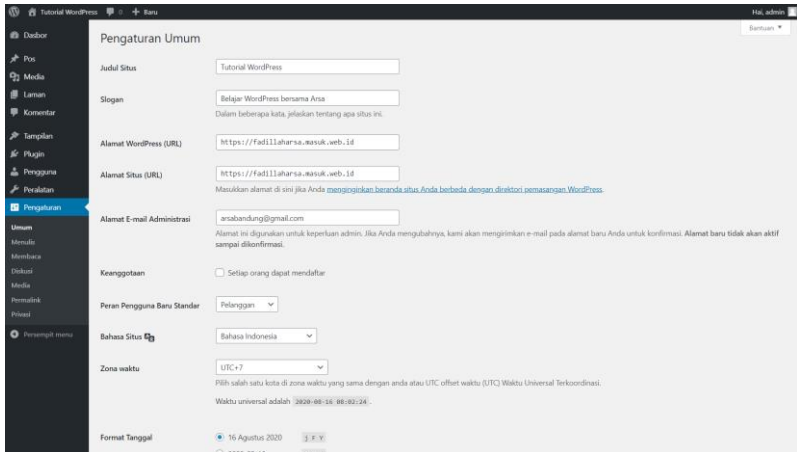 Tutorial WordPress 0 + Baru Hai, admin
Bantuan
Dasbor
Pos
Media
Laman
Komentar
Tampilan
Plugin
Pengguna
Peralatan
Pengaturan
Umum
Menulis
Membaca
Diskusi
Media
Permalink
Privasi
Persempit menu
Pengaturan Umum
Judul Situs Tutorial WordPress
Slogan Belajar WordPress bersama Arsa
Dalam beberapa kata, jelaskan tentang apa situs ini.
Alamat WordPress (URL) https://fadillaharsa.masuk.web.id
Alamat Situs (URL) https://fadillaharsa.masuk.web.id
Masukkan alamat di sini jika Anda menginginkan beranda situs Anda berbeda dengan direktori pemasangan WordPress.
Alamat E-mail Administrasi arsabandung@gmail.com
Alamat ini digunakan untuk keperluan admin. Jika Anda mengubahnya, kami akan mengirimkan e-mail pada alamat baru Anda untuk konfirmasi. Alamat baru tidak akan aktif
sampai dikonfirmasi.
Keanggotaan Setiap orang dapat mendaftar
Peran Pengguna Baru Standar Pelanggan
Bahasa Situs Bahasa Indonesia
Zona waktu UTC+7
Pilih salah satu kota di zona waktu yang sama dengan anda atau UTC offset waktu (UTC) Waktu Universal Terkoordinasi.
Waktu universal adalah 2020-08-16 08:02:24 .
Format Tanggal 16 Agustus 2020 j F Y